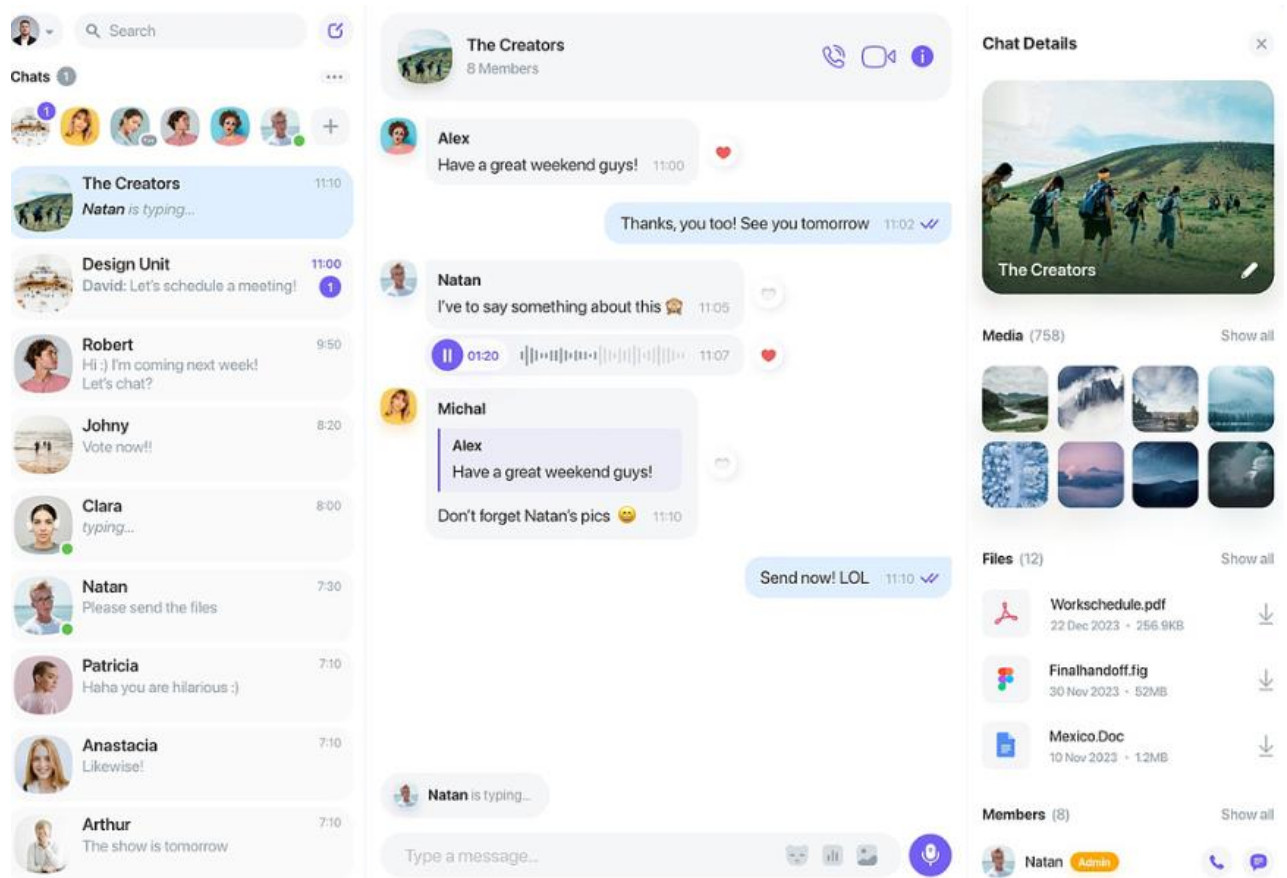 Search
Chats 1
1
The Creators 11:10
Natan is typing...
Design Unit 11:00
David: Let's schedule a meeting! 1
Robert 9:50
Hi :) I'm coming next week!
Let's chat?
Johny 8:20
Vote now!!
Clara 8:00
typing...
Natan 7:30
Please send the files
Patricia 7:10
Haha you are hilarious :)
Anastacia 7:10
Likewise!
Arthur 7:10
The show is tomorrow
The Creators
8 Members
Alex
Have a great weekend guys! 11:00
Thanks, you too! See you tomorrow 11:02
Natan
I've to say something about this 🙈 11:05
01:20 11:07
Michal
Alex
Have a great weekend guys!
Don't forget Natan's pics 😄 11:10
Send now! LOL 11:10
Natan is typing...
Type a message...
Chat Details
The Creators
Media (758) Show all
Files (12) Show all
Workschedule.pdf
22 Dec 2023 • 256.9KB
Finalhandoff.fig
30 Nov 2023 • 52MB
Mexico.Doc
10 Nov 2023 • 1.2MB
Members (8) Show all
Natan Admin